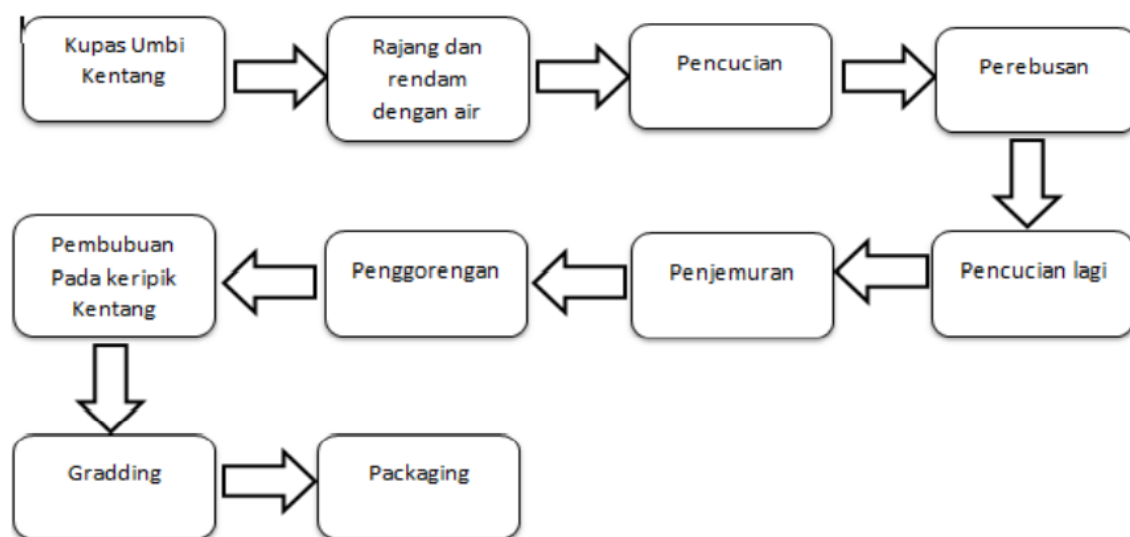 Kupas Umbi
Kentang
Rajang dan
rendam
dengan air
Pencucian
Perebusan
Pencucian lagi
Penjemuran
Penggorengan
Pembubuan
Pada keripik
Kentang
Gradding
Packaging